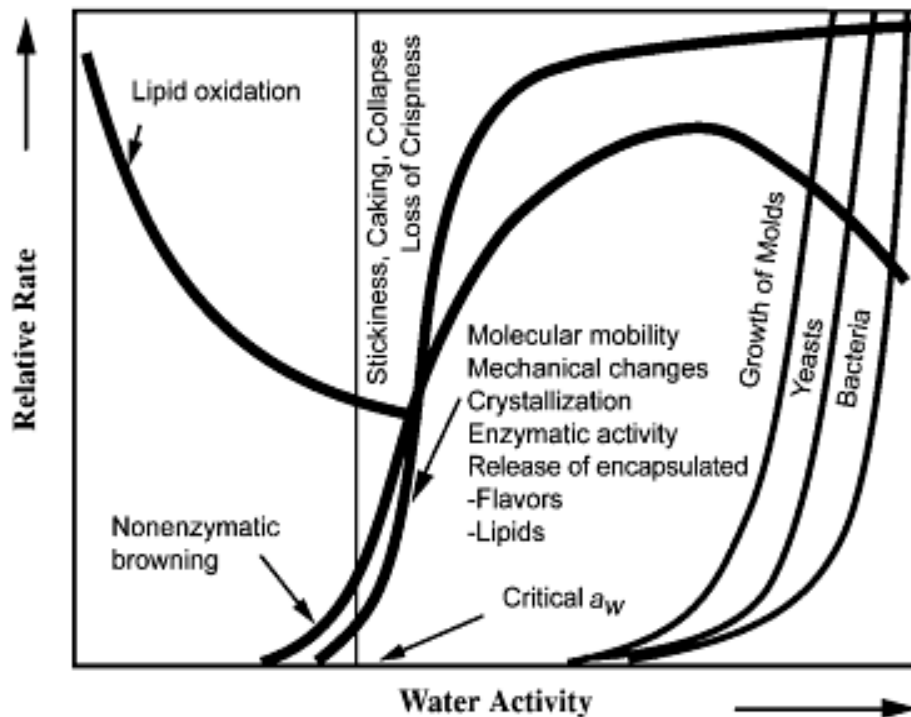 Lipid oxidation
Stickiness, Caking, Collapse
Loss of Crispness
Molecular mobility
Mechanical changes
Crystallization
Enzymatic activity
Release of encapsulated
-Flavors
-Lipids
Growth of Molds
Yeasts
Bacteria
Nonenzymatic
browning
Critical aw
Relative Rate
Water Activity